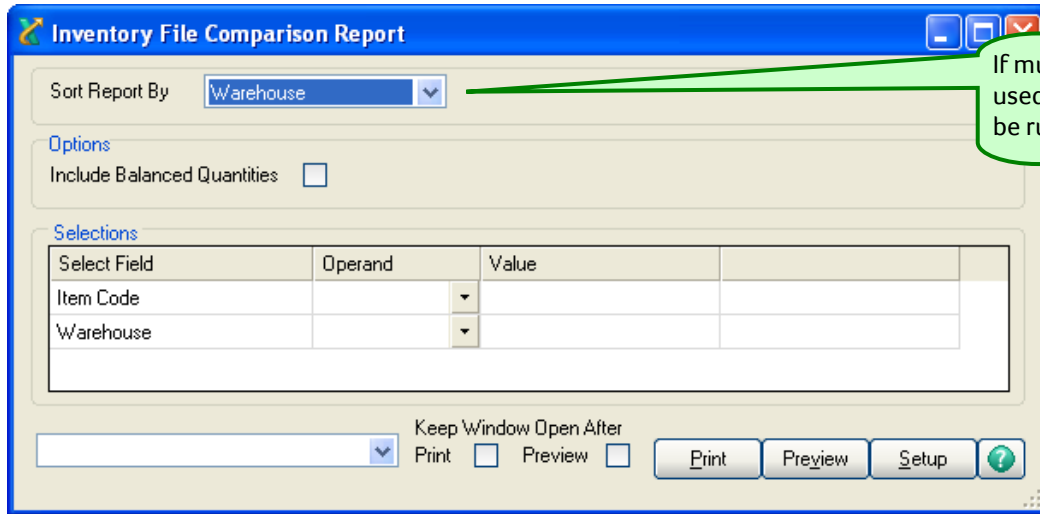 Inventory File Comparison Report
If
used
be
Sort Report By Warehouse
Options
Include Balanced Quantities
Selections
Select Field Operand Value
Item Code
Warehouse
Keep Window Open After
Print Preview Print Preview Setup ?